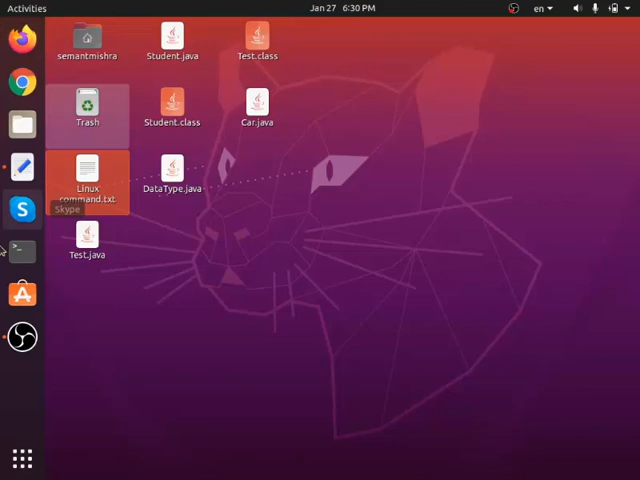 Activities
Jan 27 6:30 PM
en
semantmishra
Student.java
Test.class
Trash
Student.class
Car.java
Linux
command.txt
DataType.java
Skype
Test.java